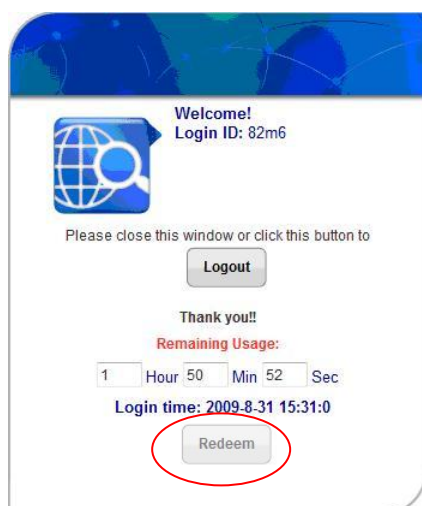 Welcome!
Login ID: 82m6
Please close this window or click this button to
Logout
Thank you!!
Remaining Usage:
1 Hour 50 Min 52 Sec
Login time: 2009-8-31 15:31:0
Redeem